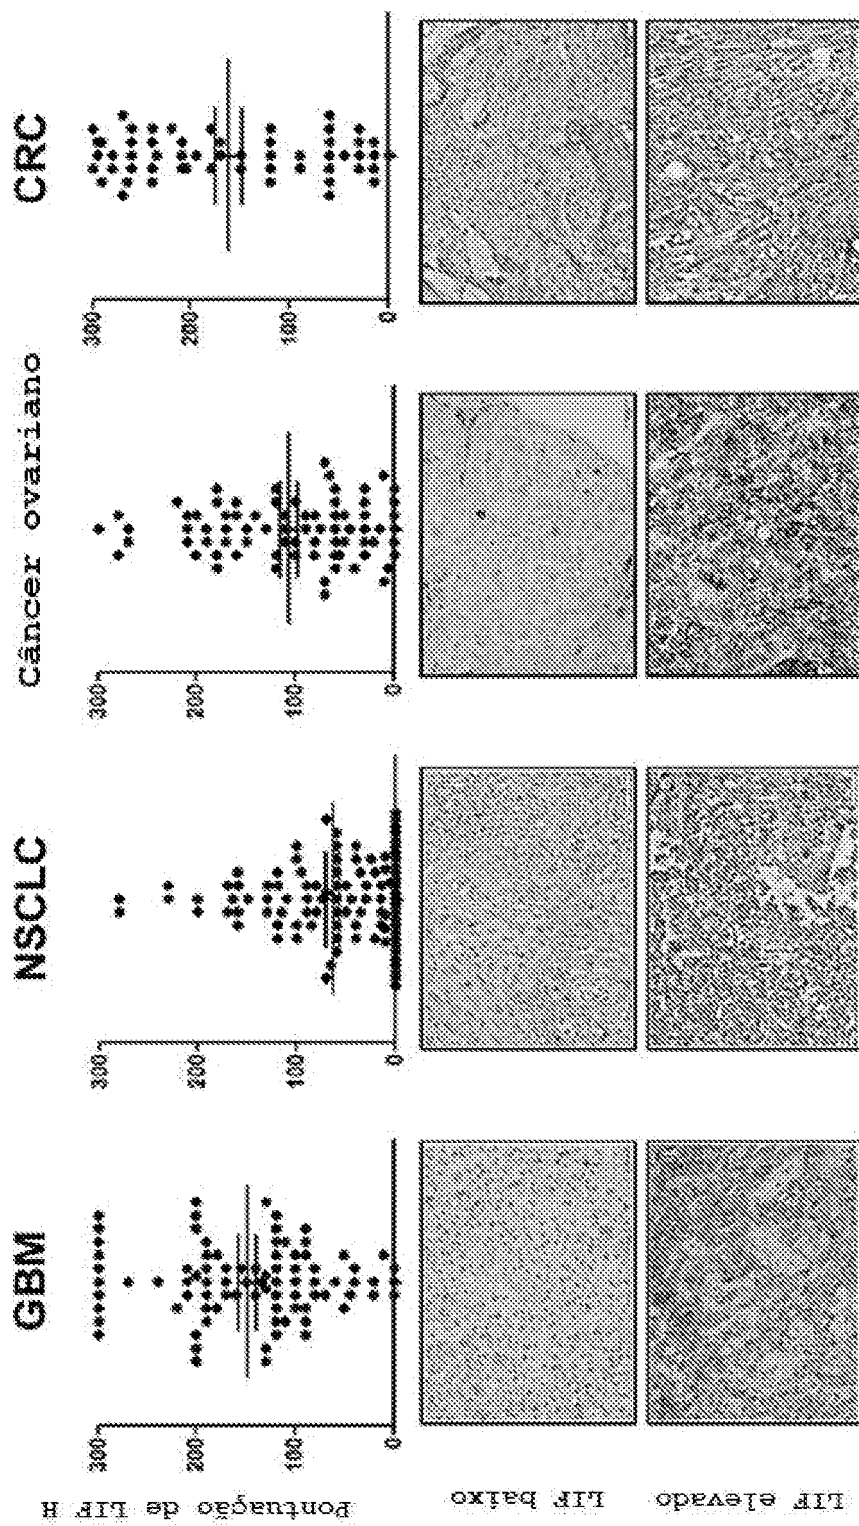 GBM
NSCLC
Câncer ovariano
CRC
Pontuação de LIF H
300
200
100
0
300
200
100
0
300
200
100
0
300
200
100
0
LIF baixo
LIF elevado